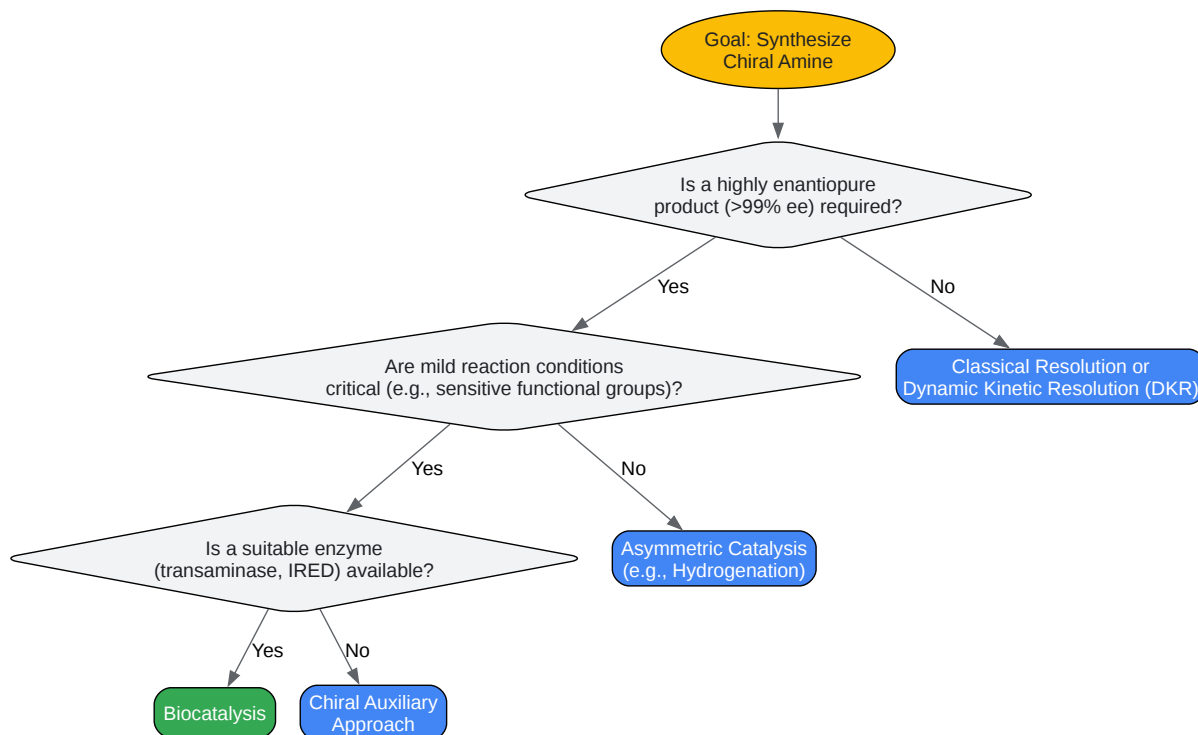 Goal: Synthesize
Chiral Amine
Is a highly enantiopure
product (>99% ee) required?
Yes
No
Are mild reaction conditions
critical (e.g., sensitive functional groups)?
Classical Resolution or
Dynamic Kinetic Resolution (DKR)
Yes
No
Is a suitable enzyme
(transaminase, IRED) available?
Asymmetric Catalysis
(e.g., Hydrogenation)
Yes
No
Biocatalysis
Chiral Auxiliary
Approach